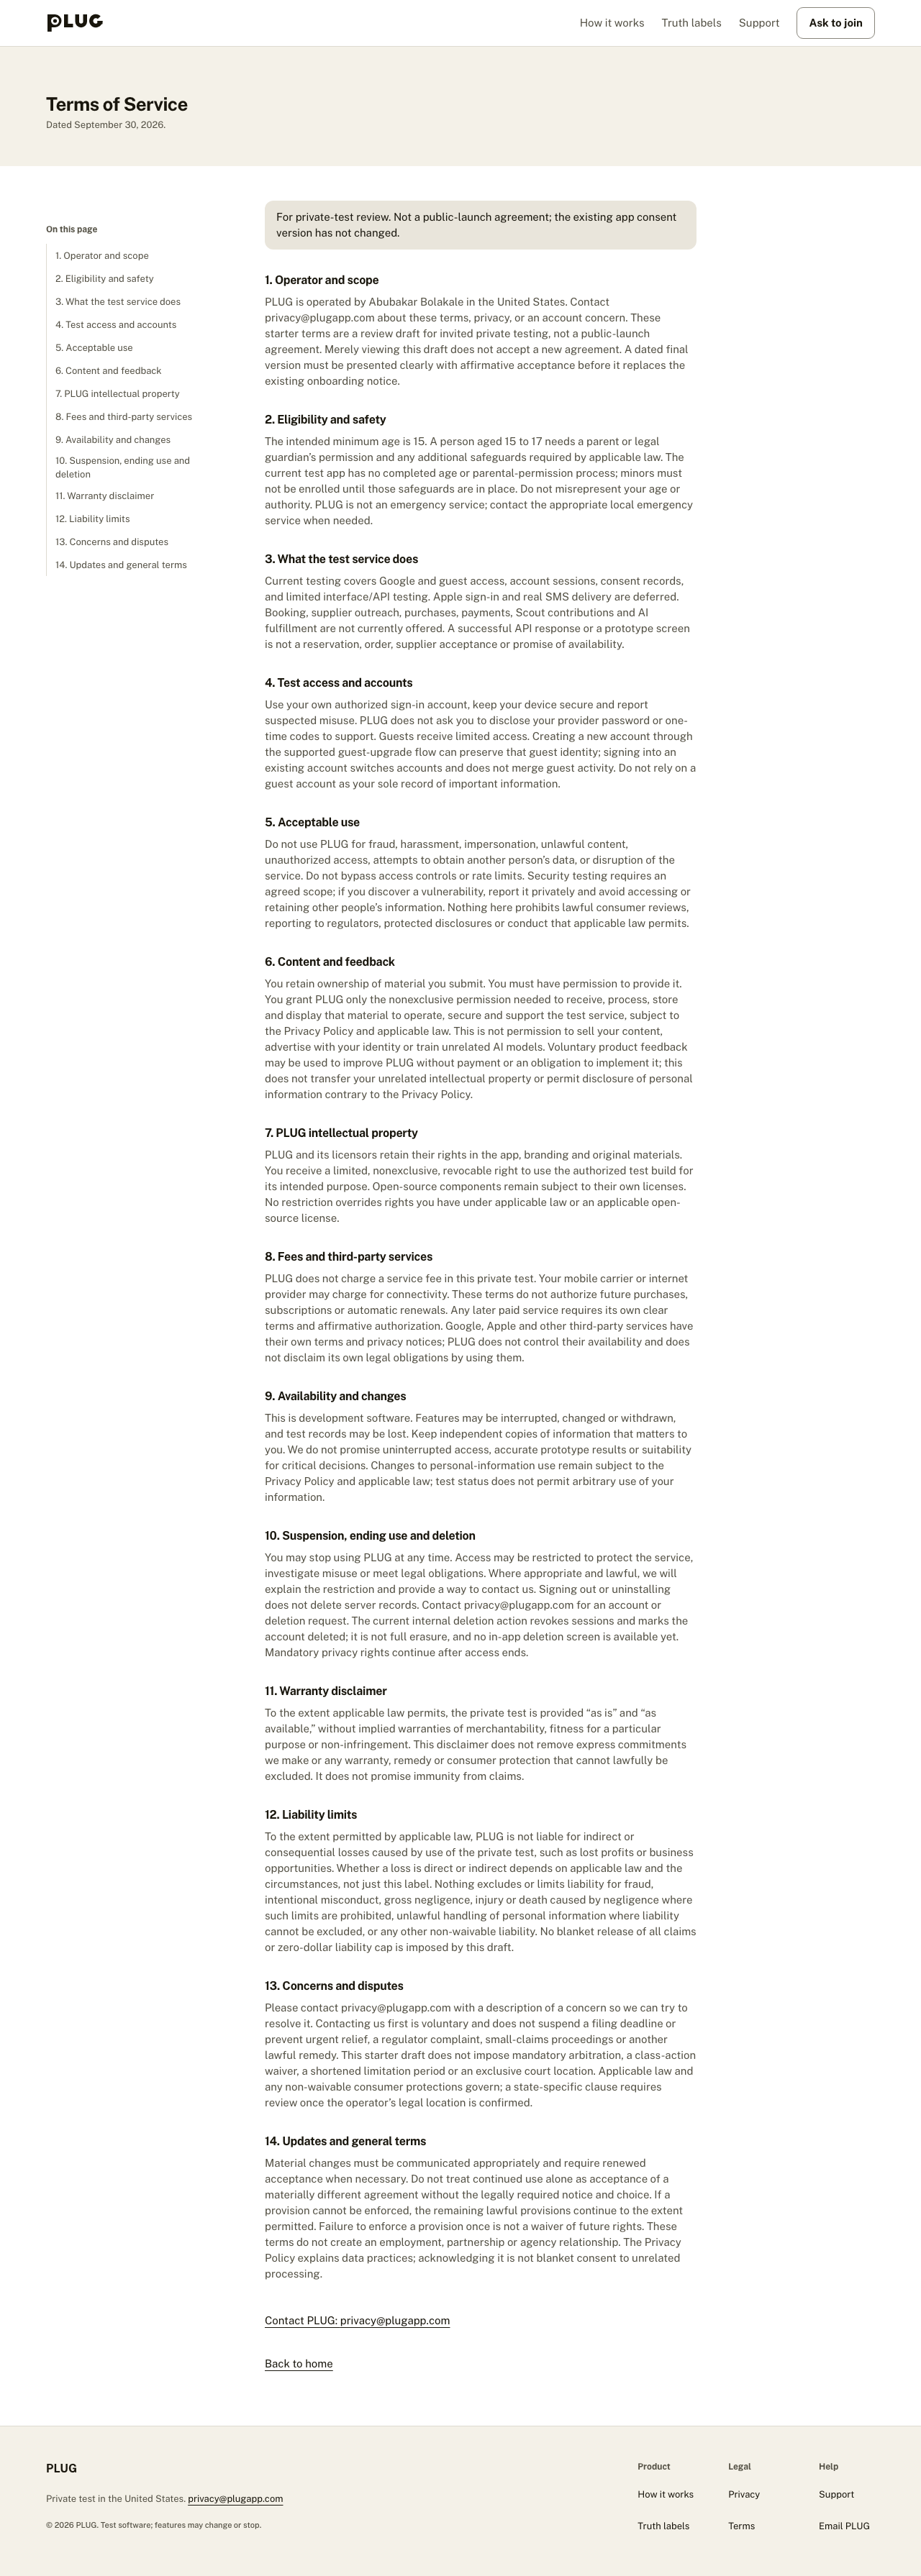 PLUG
How it works
Truth labels
Support
Ask to join
Terms of Service
Dated September 30, 2026.
On this page
1. Operator and scope
2. Eligibility and safety
3. What the test service does
4. Test access and accounts
5. Acceptable use
6. Content and feedback
7. PLUG intellectual property
8. Fees and third-party services
9. Availability and changes
10. Suspension, ending use and
deletion
11. Warranty disclaimer
12. Liability limits
13. Concerns and disputes
14. Updates and general terms
For private-test review. Not a public-launch agreement; the existing app consent
version has not changed.
1. Operator and scope
PLUG is operated by Abubakar Bolakale in the United States. Contact
privacy@plugapp.com about these terms, privacy, or an account concern. These
starter terms are a review draft for invited private testing, not a public-launch
agreement. Merely viewing this draft does not accept a new agreement. A dated final
version must be presented clearly with affirmative acceptance before it replaces the
existing onboarding notice.
2. Eligibility and safety
The intended minimum age is 15. A person aged 15 to 17 needs a parent or legal
guardian’s permission and any additional safeguards required by applicable law. The
current test app has no completed age or parental-permission process; minors must
not be enrolled until those safeguards are in place. Do not misrepresent your age or
authority. PLUG is not an emergency service; contact the appropriate local emergency
service when needed.
3. What the test service does
Current testing covers Google and guest access, account sessions, consent records,
and limited interface/API testing. Apple sign-in and real SMS delivery are deferred.
Booking, supplier outreach, purchases, payments, Scout contributions and AI
fulfillment are not currently offered. A successful API response or a prototype screen
is not a reservation, order, supplier acceptance or promise of availability.
4. Test access and accounts
Use your own authorized sign-in account, keep your device secure and report
suspected misuse. PLUG does not ask you to disclose your provider password or one-
time codes to support. Guests receive limited access. Creating a new account through
the supported guest-upgrade flow can preserve that guest identity; signing into an
existing account switches accounts and does not merge guest activity. Do not rely on a
guest account as your sole record of important information.
5. Acceptable use
Do not use PLUG for fraud, harassment, impersonation, unlawful content,
unauthorized access, attempts to obtain another person’s data, or disruption of the
service. Do not bypass access controls or rate limits. Security testing requires an
agreed scope; if you discover a vulnerability, report it privately and avoid accessing or
retaining other people’s information. Nothing here prohibits lawful consumer reviews,
reporting to regulators, protected disclosures or conduct that applicable law permits.
6. Content and feedback
You retain ownership of material you submit. You must have permission to provide it.
You grant PLUG only the nonexclusive permission needed to receive, process, store
and display that material to operate, secure and support the test service, subject to
the Privacy Policy and applicable law. This is not permission to sell your content,
advertise with your identity or train unrelated AI models. Voluntary product feedback
may be used to improve PLUG without payment or an obligation to implement it; this
does not transfer your unrelated intellectual property or permit disclosure of personal
information contrary to the Privacy Policy.
7. PLUG intellectual property
PLUG and its licensors retain their rights in the app, branding and original materials.
You receive a limited, nonexclusive, revocable right to use the authorized test build for
its intended purpose. Open-source components remain subject to their own licenses.
No restriction overrides rights you have under applicable law or an applicable open-
source license.
8. Fees and third-party services
PLUG does not charge a service fee in this private test. Your mobile carrier or internet
provider may charge for connectivity. These terms do not authorize future purchases,
subscriptions or automatic renewals. Any later paid service requires its own clear
terms and affirmative authorization. Google, Apple and other third-party services have
their own terms and privacy notices; PLUG does not control their availability and does
not disclaim its own legal obligations by using them.
9. Availability and changes
This is development software. Features may be interrupted, changed or withdrawn,
and test records may be lost. Keep independent copies of information that matters to
you. We do not promise uninterrupted access, accurate prototype results or suitability
for critical decisions. Changes to personal-information use remain subject to the
Privacy Policy and applicable law; test status does not permit arbitrary use of your
information.
10. Suspension, ending use and deletion
You may stop using PLUG at any time. Access may be restricted to protect the service,
investigate misuse or meet legal obligations. Where appropriate and lawful, we will
explain the restriction and provide a way to contact us. Signing out or uninstalling
does not delete server records. Contact privacy@plugapp.com for an account or
deletion request. The current internal deletion action revokes sessions and marks the
account deleted; it is not full erasure, and no in-app deletion screen is available yet.
Mandatory privacy rights continue after access ends.
11. Warranty disclaimer
To the extent applicable law permits, the private test is provided “as is” and “as
available,” without implied warranties of merchantability, fitness for a particular
purpose or non-infringement. This disclaimer does not remove express commitments
we make or any warranty, remedy or consumer protection that cannot lawfully be
excluded. It does not promise immunity from claims.
12. Liability limits
To the extent permitted by applicable law, PLUG is not liable for indirect or
consequential losses caused by use of the private test, such as lost profits or business
opportunities. Whether a loss is direct or indirect depends on applicable law and the
circumstances, not just this label. Nothing excludes or limits liability for fraud,
intentional misconduct, gross negligence, injury or death caused by negligence where
such limits are prohibited, unlawful handling of personal information where liability
cannot be excluded, or any other non-waivable liability. No blanket release of all claims
or zero-dollar liability cap is imposed by this draft.
13. Concerns and disputes
Please contact privacy@plugapp.com with a description of a concern so we can try to
resolve it. Contacting us first is voluntary and does not suspend a filing deadline or
prevent urgent relief, a regulator complaint, small-claims proceedings or another
lawful remedy. This starter draft does not impose mandatory arbitration, a class-action
waiver, a shortened limitation period or an exclusive court location. Applicable law and
any non-waivable consumer protections govern; a state-specific clause requires
review once the operator’s legal location is confirmed.
14. Updates and general terms
Material changes must be communicated appropriately and require renewed
acceptance when necessary. Do not treat continued use alone as acceptance of a
materially different agreement without the legally required notice and choice. If a
provision cannot be enforced, the remaining lawful provisions continue to the extent
permitted. Failure to enforce a provision once is not a waiver of future rights. These
terms do not create an employment, partnership or agency relationship. The Privacy
Policy explains data practices; acknowledging it is not blanket consent to unrelated
processing.
Contact PLUG: privacy@plugapp.com
Back to home
PLUG
Private test in the United States. privacy@plugapp.com
© 2026 PLUG. Test software; features may change or stop.
Product
How it works
Truth labels
Legal
Privacy
Terms
Help
Support
Email PLUG